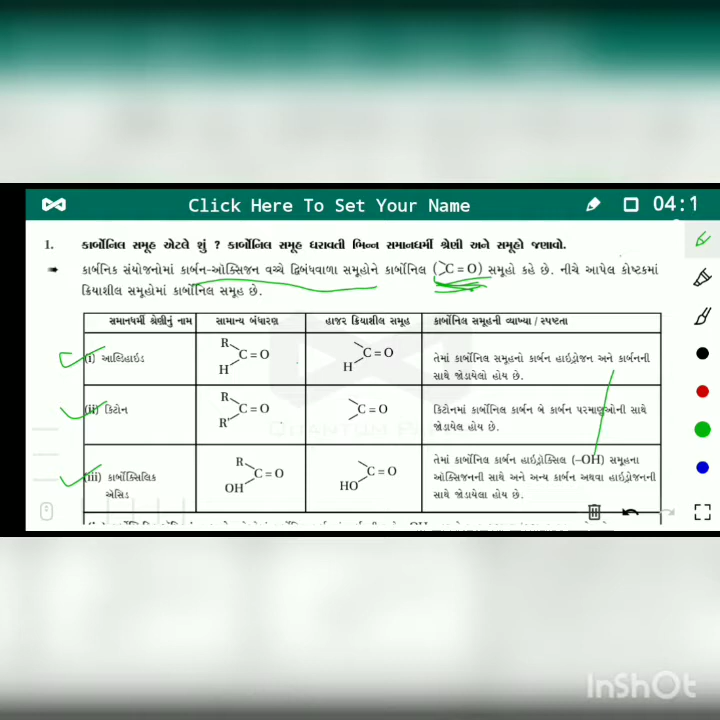 Click Here To Set Your Name
04:1
1. કાર્બોનિલ સમૂહ એટલે શું ? કાર્બોનિલ સમૂહ ધરાવતી ભિન્ન સમાનધર્મી શ્રેણી અને સમૂહો જણાવો.
➡ કાર્બનિક સંયોજનોમાં કાર્બન-ઓક્સિજન વચ્ચે દ્વિબંધવાળા સમૂહોને કાર્બોનિલ (>C = O) સમૂહો કહે છે. નીચે આપેલ કોષ્ટકમાં
ક્રિયાશીલ સમૂહોમાં કાર્બોનિલ સમૂહ છે.
સમાનધર્મી શ્રેણીનું નામ સામાન્ય બંધારણ હાજર ક્રિયાશીલ સમૂહ કાર્બોનિલ સમૂહની વ્યાખ્યા / સ્પષ્ટતા
(i) આલ્ડિહાઇડ
R
C = O
H
C = O
H
તેમાં કાર્બોનિલ સમૂહનો કાર્બન હાઇડ્રોજન અને કાર્બનની
સાથે જોડાયેલો હોય છે.
(ii) કિટોન
R
C = O
R'
C = O
કિટોનમાં કાર્બોનિલ કાર્બન બે કાર્બન પરમાણુઓની સાથે
જોડાયેલ હોય છે.
(iii) કાર્બોક્સિલિક
એસિડ
R
C = O
OH
C = O
HO
તેમાં કાર્બોનિલ કાર્બન હાઇડ્રોક્સિલ (–OH) સમૂહના
ઓક્સિજનની સાથે અને અન્ય કાર્બન અથવા હાઇડ્રોજનની
સાથે જોડાયેલા હોય છે.
InShOt